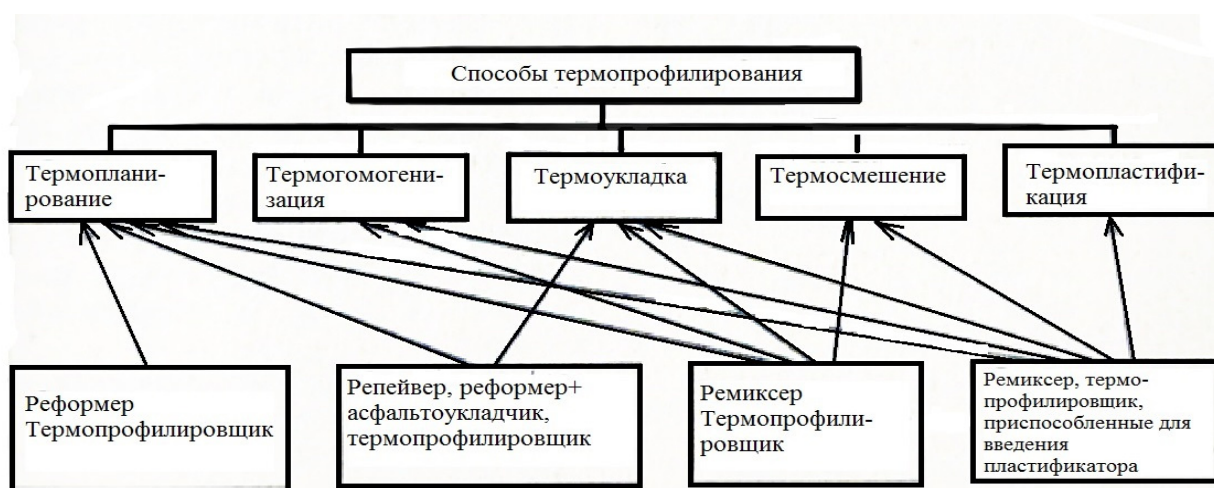 Способы термопрофилирования
Термоплани-
рование
Термогомогени-
зация
Термоукладка
Термосмешение
Термопластифи-
кация
Реформер
Термопрофилировщик
Репейвер, реформер+
асфальтоукладчик,
термопрофилировщик
Ремиксер
Термопрофили-
ровщик
Ремиксер, термо-
профилировщик,
приспособленные для
введения
пластификатора